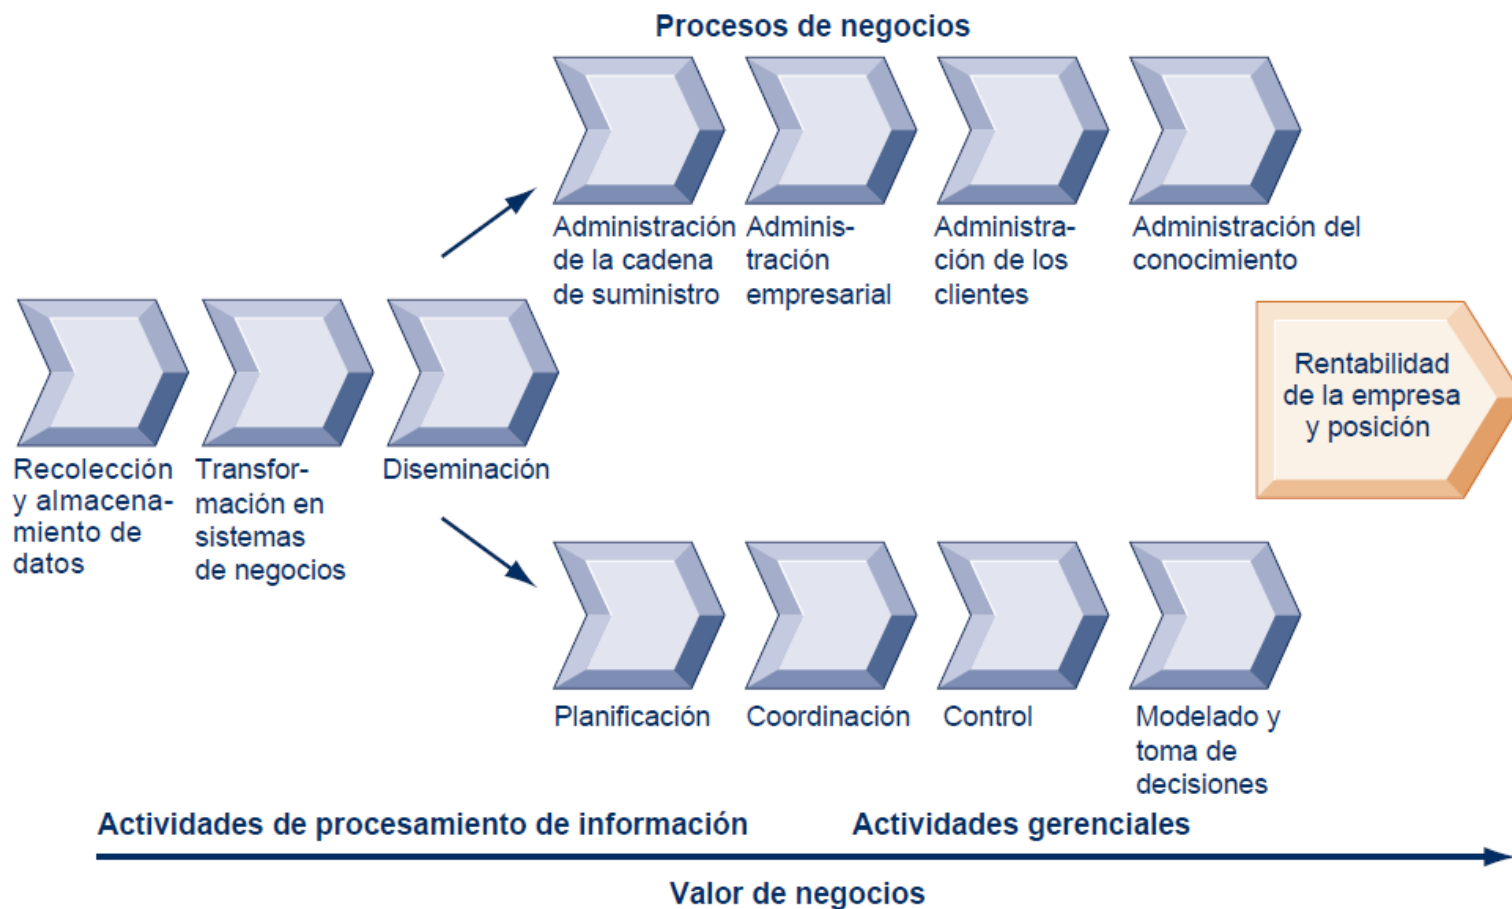 Procesos de negocios
Administración
de la cadena
de suministro
Adminis-
tración
empresarial
Administra-
ción de los
clientes
Administración del
conocimiento
Recolección
y almacena-
miento de
datos
Transfor-
mación en
sistemas
de negocios
Diseminación
Rentabilidad
de la empresa
y posición
Planificación
Coordinación
Control
Modelado y
toma de
decisiones
Actividades de procesamiento de información
Actividades gerenciales
Valor de negocios